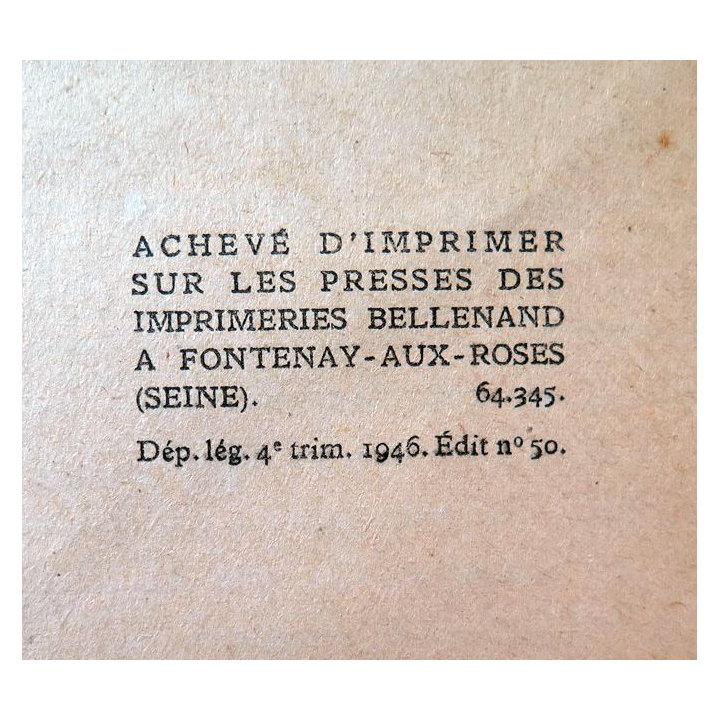 ACHEVÉ D'IMPRIMER
SUR LES PRESSES DES
IMPRIMERIES BELLENAND
A FONTENAY-AUX-ROSES
(SEINE). 64.345.
Dép. lég. 4e trim. 1946. Édit nº 50.